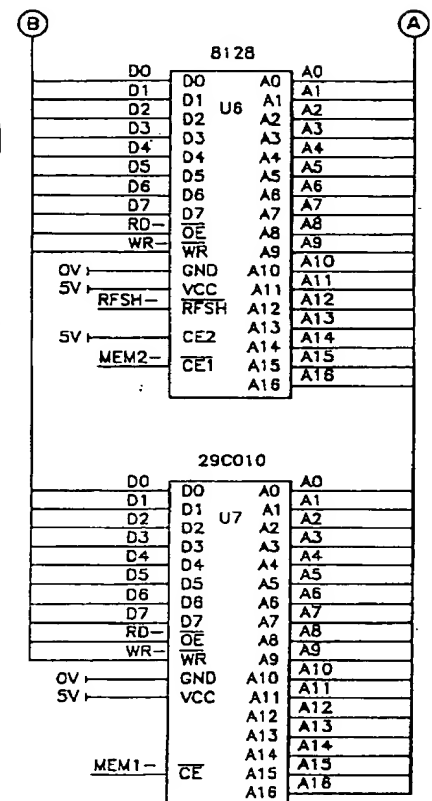 B A
8128
D0 D0 A0 A0
D1 D1 A1 A1
D2 D2 U6 A2 A2
D3 D3 A3 A3
D4 D4 A4 A4
D5 D5 A5 A5
D6 D6 A6 A6
D7 D7 A7 A7
RD- OE A8 A8
WR- WR A9 A9
0V GND A10 A10
5V VCC A11 A11
RFSH- RFSH A12 A12
A13 A13
5V CE2 A14 A14
MEM2- CE1 A15 A15
A16 A16
29C010
D0 D0 A0 A0
D1 D1 A1 A1
D2 D2 U7 A2 A2
D3 D3 A3 A3
D4 D4 A4 A4
D5 D5 A5 A5
D6 D6 A6 A6
D7 D7 A7 A7
RD- OE A8 A8
WR- WR A9 A9
0V GND A10 A10
5V VCC A11 A11
A12 A12
A13 A13
A14 A14
MEM1- CE A15 A15
A16 A16